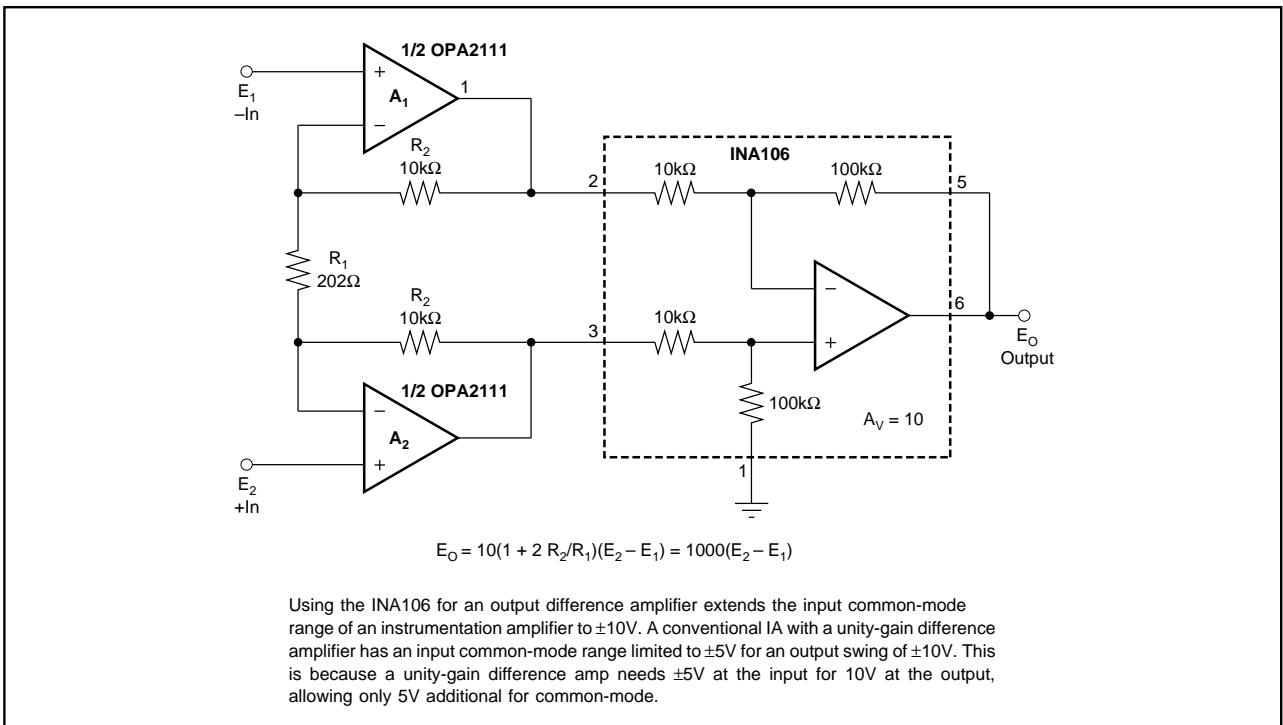 1/2 OPA2111
E1
–In
+
A1
–
1
R2
10kΩ
R1
202Ω
R2
10kΩ
1/2 OPA2111
–
A2
+
E2
+In
INA106
2
10kΩ
100kΩ
5
–
+
6
EO
Output
3
10kΩ
100kΩ
AV = 10
1
EO = 10(1 + 2 R2/R1)(E2 – E1) = 1000(E2 – E1)
Using the INA106 for an output difference amplifier extends the input common-mode
range of an instrumentation amplifier to ±10V. A conventional IA with a unity-gain difference
amplifier has an input common-mode range limited to ±5V for an output swing of ±10V. This
is because a unity-gain difference amp needs ±5V at the input for 10V at the output,
allowing only 5V additional for common-mode.